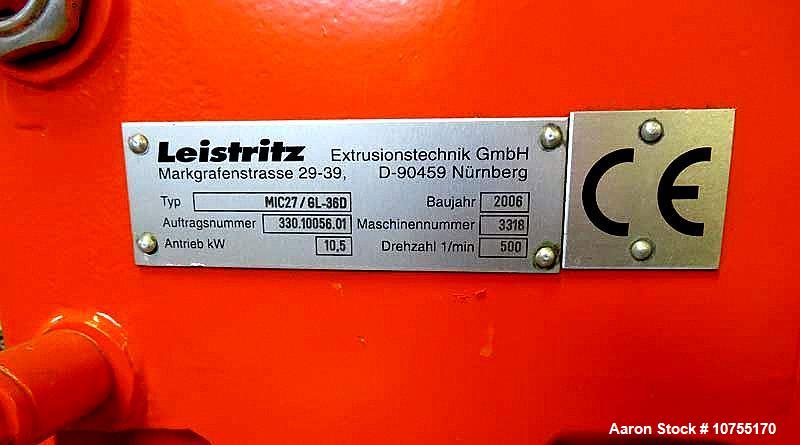 Leistritz Extrusionstechnik GmbH
Markgrafenstrasse 29-39, D-90459 Nürnberg
Typ MIC27/GL-36D Baujahr 2006
Auftragsnummer 330.10056.01 Maschinennummer 3318
Antrieb kW 10,5 Drehzahl 1/min 500
CE
Aaron Stock # 10755170